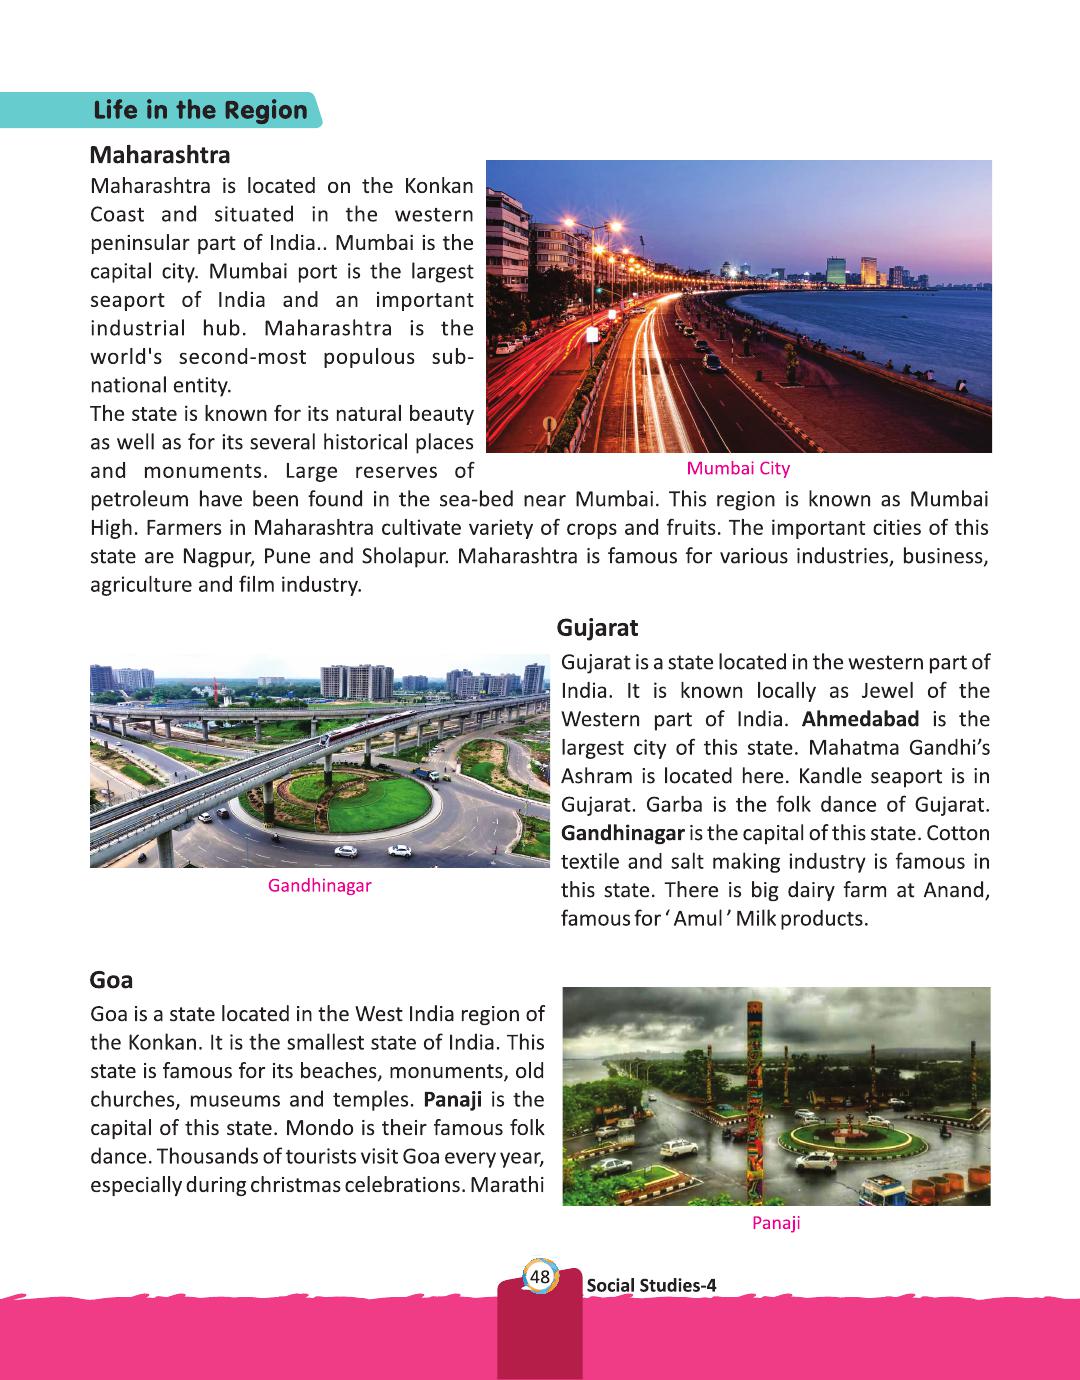 Life in the Region
Maharashtra
Maharashtra is located on the Konkan
Coast and situated in the western
peninsular part of India.. Mumbai is the
capital city. Mumbai port is the largest
seaport of India and an important
industrial hub. Maharashtra is the
world's second-most populous sub-
national entity.
The state is known for its natural beauty
as well as for its several historical places
and monuments. Large reserves of
petroleum have been found in the sea-bed near Mumbai. This region is known as Mumbai
High. Farmers in Maharashtra cultivate variety of crops and fruits. The important cities of this
state are Nagpur, Pune and Sholapur. Maharashtra is famous for various industries, business,
agriculture and film industry.
Mumbai City
Gujarat
Gujarat is a state located in the western part of
India. It is known locally as Jewel of the
Western part of India. Ahmedabad is the
largest city of this state. Mahatma Gandhi’s
Ashram is located here. Kandle seaport is in
Gujarat. Garba is the folk dance of Gujarat.
Gandhinagar is the capital of this state. Cotton
textile and salt making industry is famous in
this state. There is big dairy farm at Anand,
famous for ‘ Amul ’ Milk products.
Gandhinagar
Goa
Goa is a state located in the West India region of
the Konkan. It is the smallest state of India. This
state is famous for its beaches, monuments, old
churches, museums and temples. Panaji is the
capital of this state. Mondo is their famous folk
dance. Thousands of tourists visit Goa every year,
especially during christmas celebrations. Marathi
Panaji
48
Social Studies-4